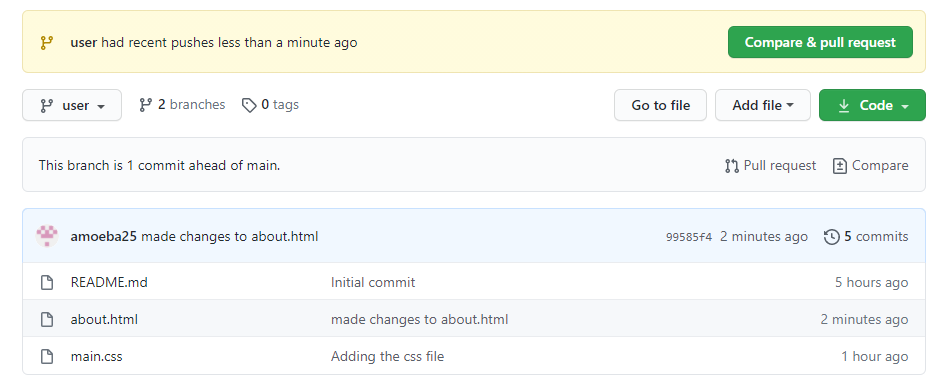 user had recent pushes less than a minute ago Compare & pull request
user 2 branches 0 tags Go to file Add file Code
This branch is 1 commit ahead of main. Pull request Compare
amoeba25 made changes to about.html 99585f4 2 minutes ago 5 commits
README.md Initial commit 5 hours ago
about.html made changes to about.html 2 minutes ago
main.css Adding the css file 1 hour ago